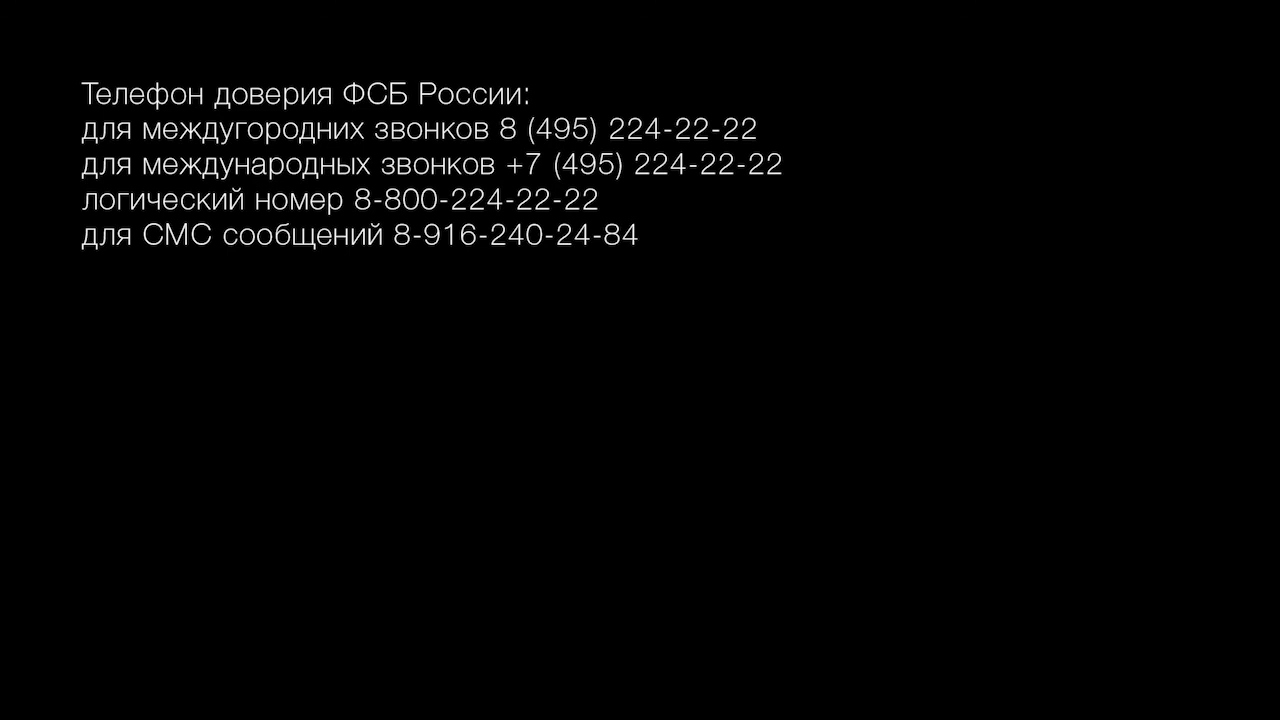 Телефон доверия ФСБ России:
для междугородних звонков 8 (495) 224-22-22
для международных звонков +7 (495) 224-22-22
логический номер 8-800-224-22-22
для СМС сообщений 8-916-240-24-84